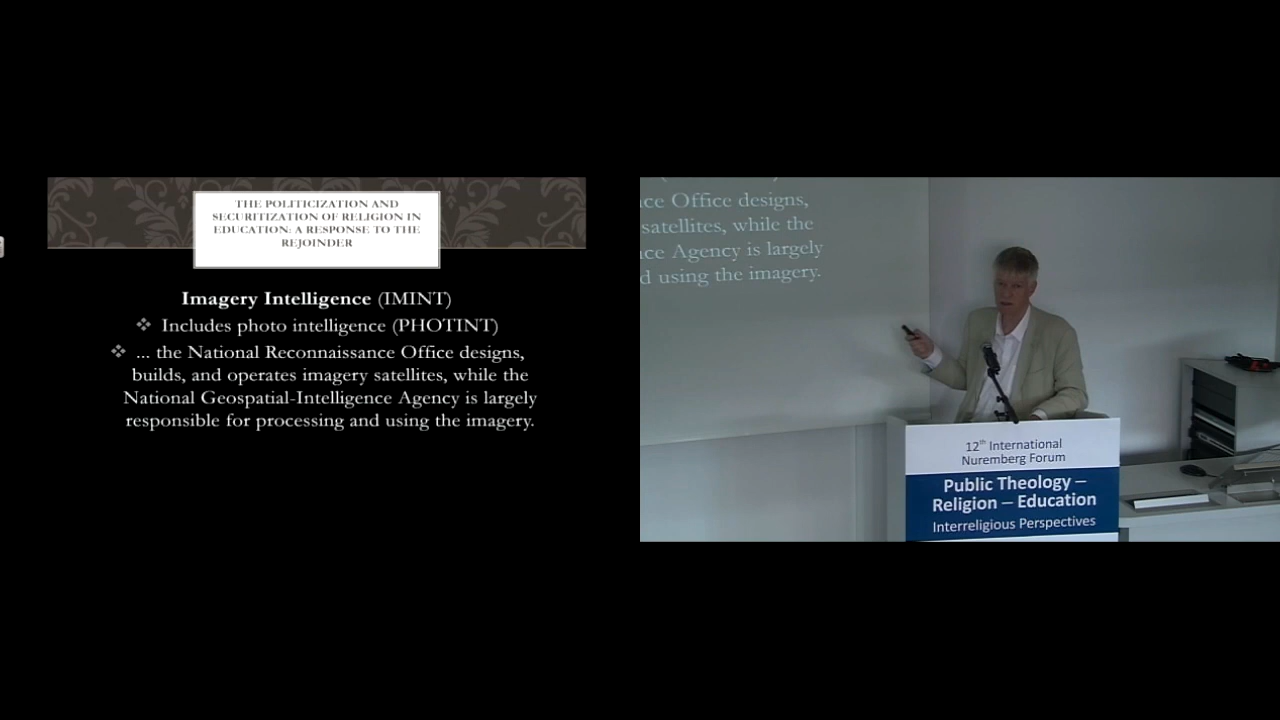 THE POLITICIZATION AND
SECURITIZATION OF RELIGION IN
EDUCATION: A RESPONSE TO THE
REJOINDER
Imagery Intelligence (IMINT)
❖ Includes photo intelligence (PHOTINT)
❖ ... the National Reconnaissance Office designs,
builds, and operates imagery satellites, while the
National Geospatial-Intelligence Agency is largely
responsible for processing and using the imagery.
ce Office designs,
satellites, while the
ce Agency is largely
d using the imagery.
12th International
Nuremberg Forum
Public Theology –
Religion – Education
Interreligious Perspectives